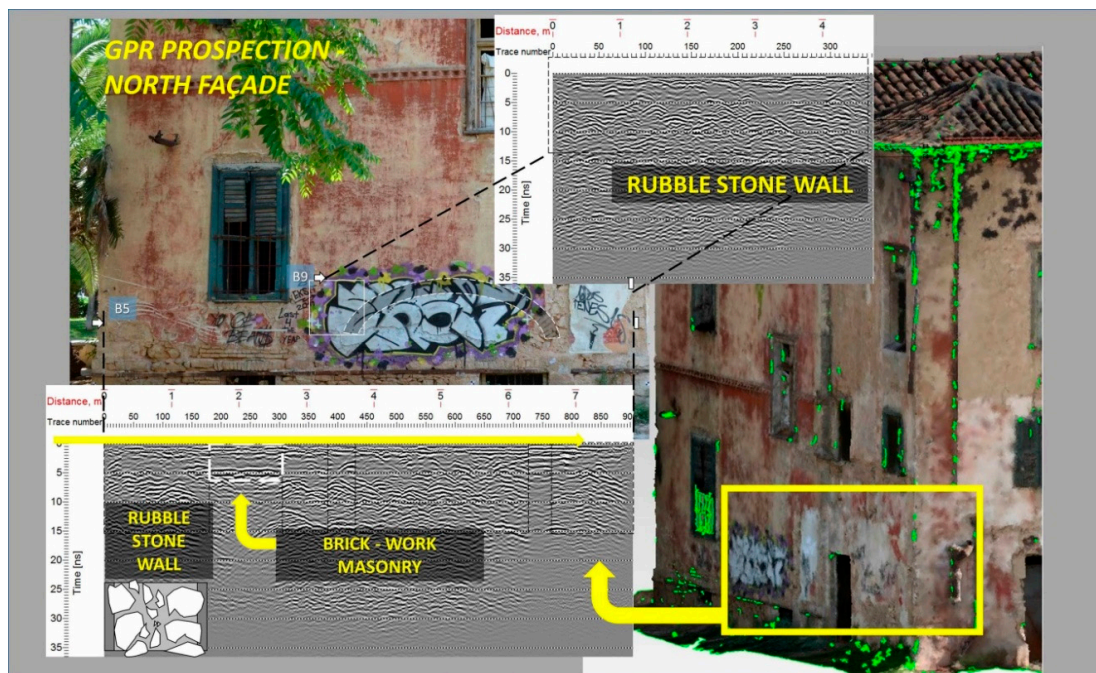 GPR PROSPECTION -
NORTH FAÇADE
Distance, m
0 1 2 3 4
Trace number
0 50 100 150 200 250 300
0
5
10
15
20
25
30
35
Time [ns]
RUBBLE STONE WALL
B9
B5
Distance, m
0 1 2 3 4 5 6 7
Trace number
0 50 100 150 200 250 300 350 400 450 500 550 600 650 700 750 800 850 90
0
5
10
15
20
25
30
35
Time [ns]
RUBBLE
STONE
WALL
BRICK - WORK
MASONRY